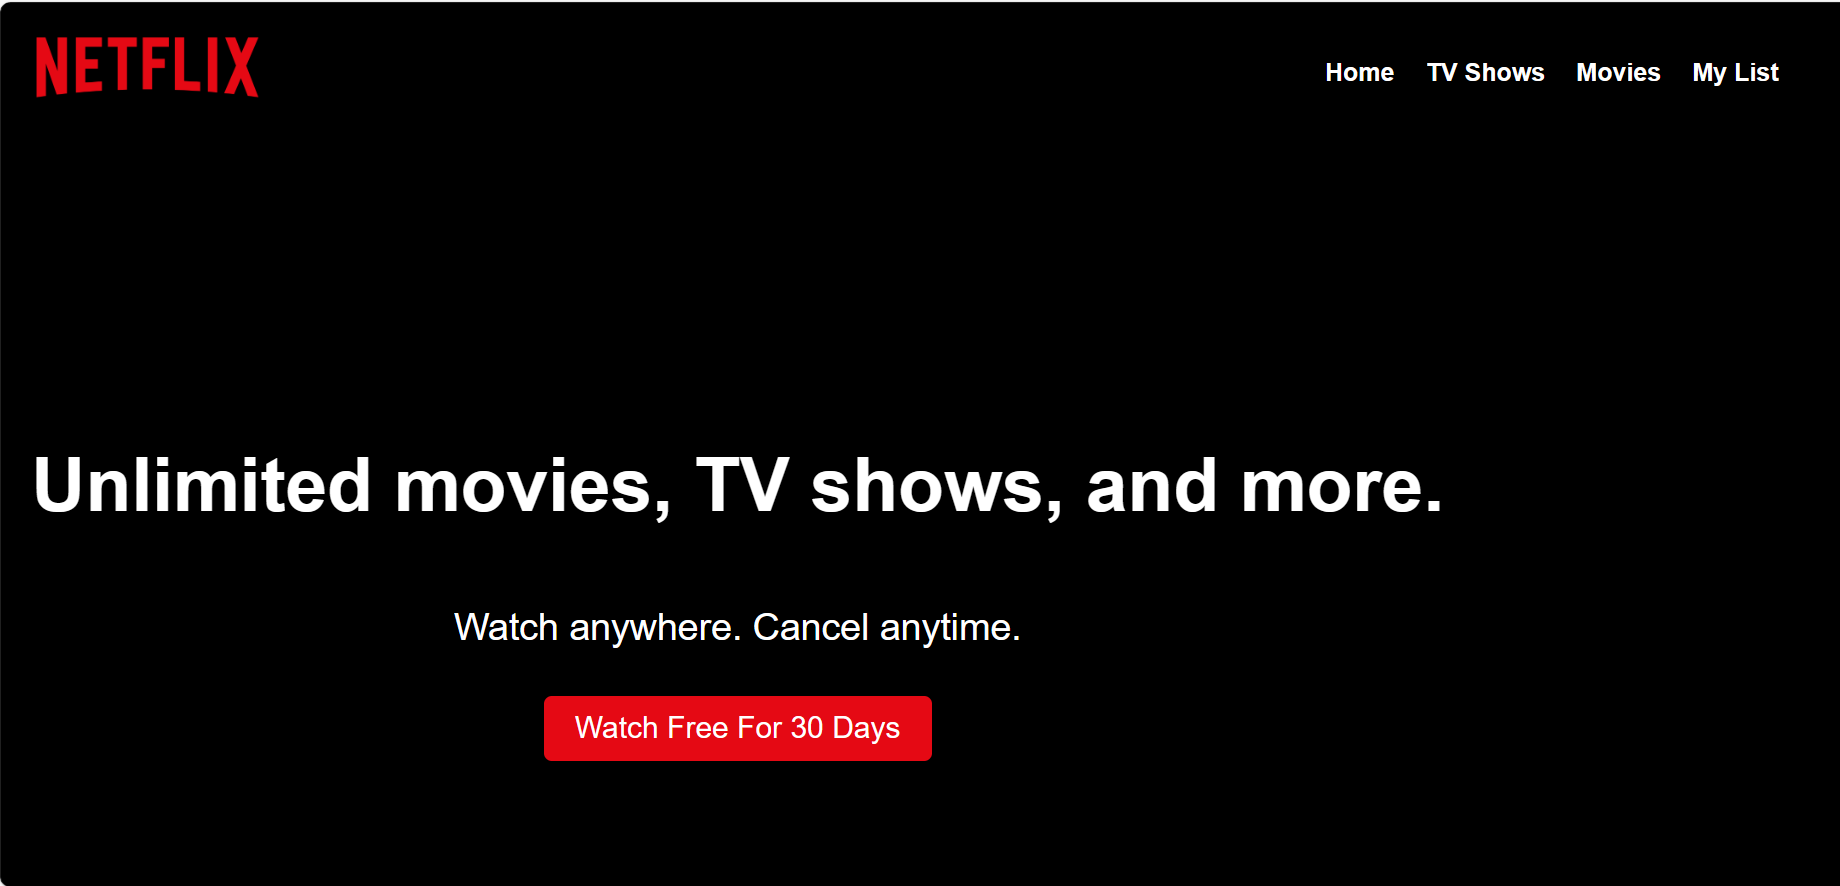 NETFLIX
Home TV Shows Movies My List
Unlimited movies, TV shows, and more.
Watch anywhere. Cancel anytime.
Watch Free For 30 Days